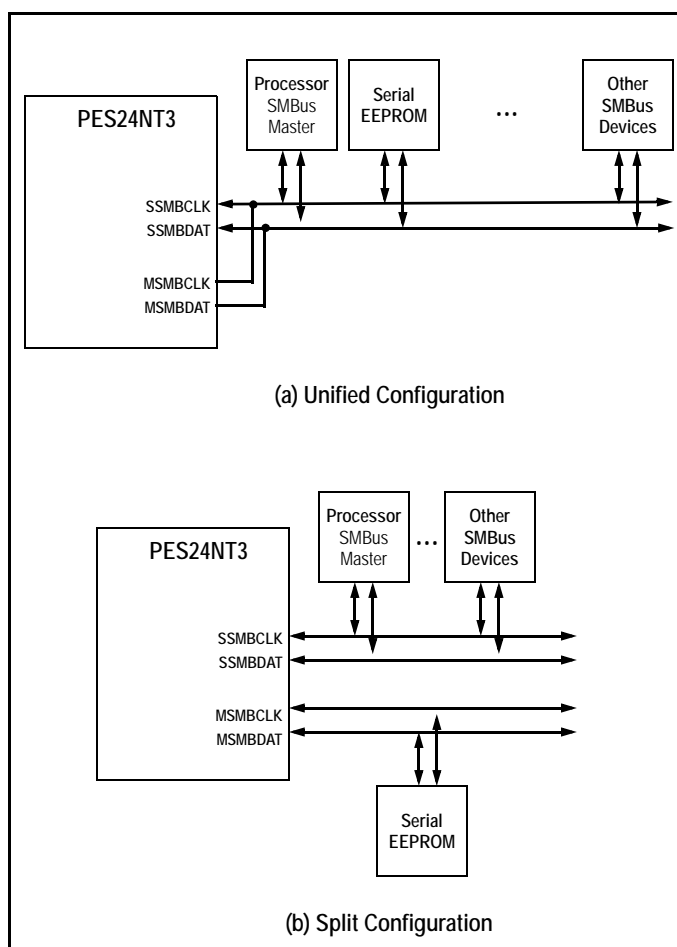 PES24NT3
Processor
SMBus
Master
Serial
EEPROM
...
Other
SMBus
Devices
SSMBCLK
SSMBDAT
MSMBCLK
MSMBDAT
(a) Unified Configuration
PES24NT3
Processor
SMBus
Master
...
Other
SMBus
Devices
SSMBCLK
SSMBDAT
MSMBCLK
MSMBDAT
Serial
EEPROM
(b) Split Configuration